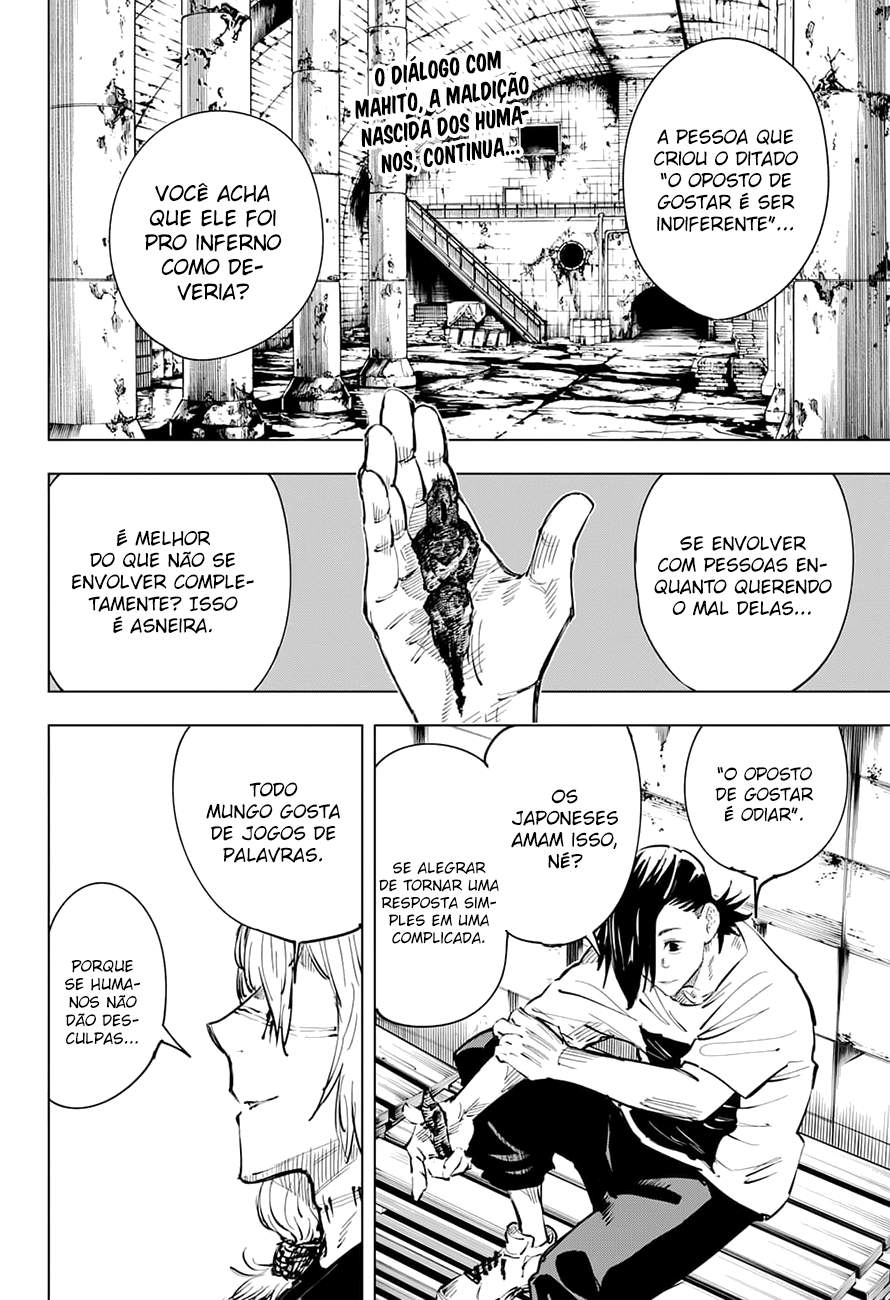 O DIÁLOGO COM
MAHITO, A MALDIÇÃO
NASCIDA DOS HUMA-
NOS, CONTINUA...
A PESSOA QUE
CRIOU O DITADO
"O OPOSTO DE
GOSTAR É SER
INDIFERENTE"...
VOCÊ ACHA
QUE ELE FOI
PRO INFERNO
COMO DE-
VERIA?
SE ENVOLVER
COM PESSOAS EN-
QUANTO QUERENDO
O MAL DELAS...
É MELHOR
DO QUE NÃO SE
ENVOLVER COMPLE-
TAMENTE? ISSO
É ASNEIRA.
"O OPOSTO
DE GOSTAR
É ODIAR".
OS
JAPONESES
AMAM ISSO,
NÉ?
SE ALEGRAR
DE TORNAR UMA
RESPOSTA SIM-
PLES EM UMA
COMPLICADA.
TODO
MUNGO GOSTA
DE JOGOS DE
PALAVRAS.
PORQUE
SE HUMA-
NOS NÃO
DÃO DES-
CULPAS...